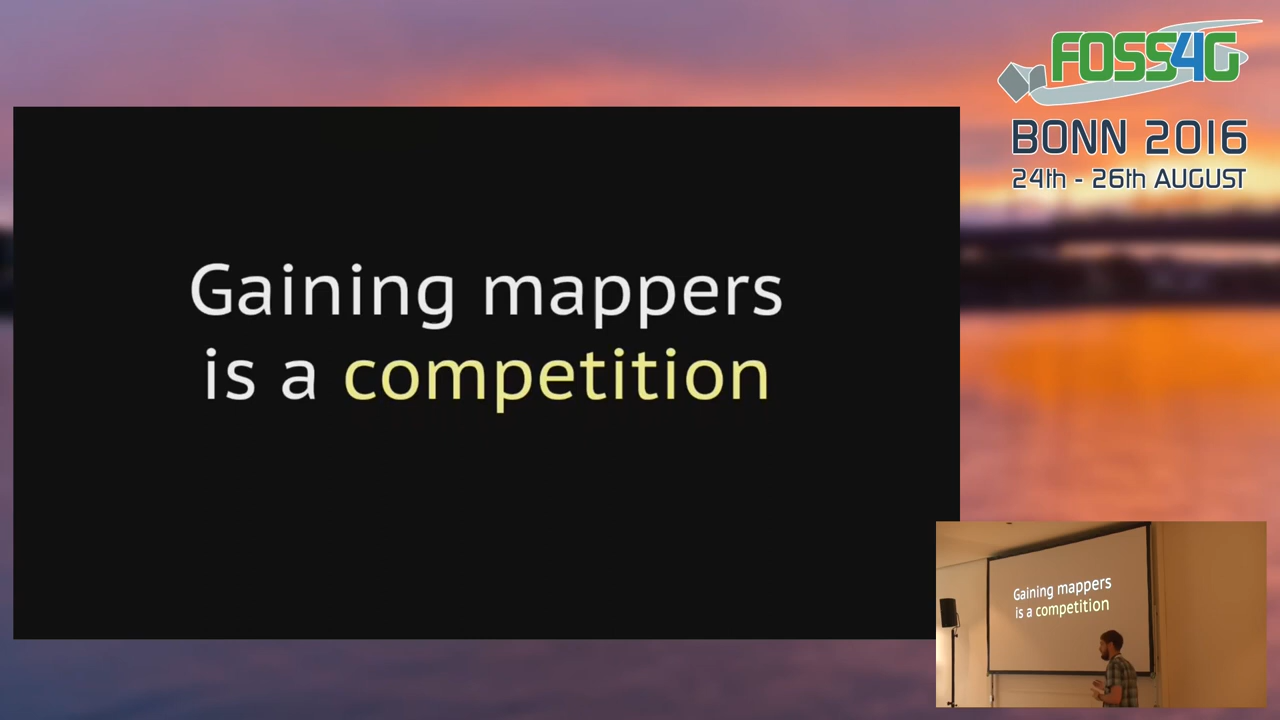 FOSS4G
BONN 2016
24th - 26th AUGUST
Gaining mappers
is a competition
Gaining mappers
is a competition